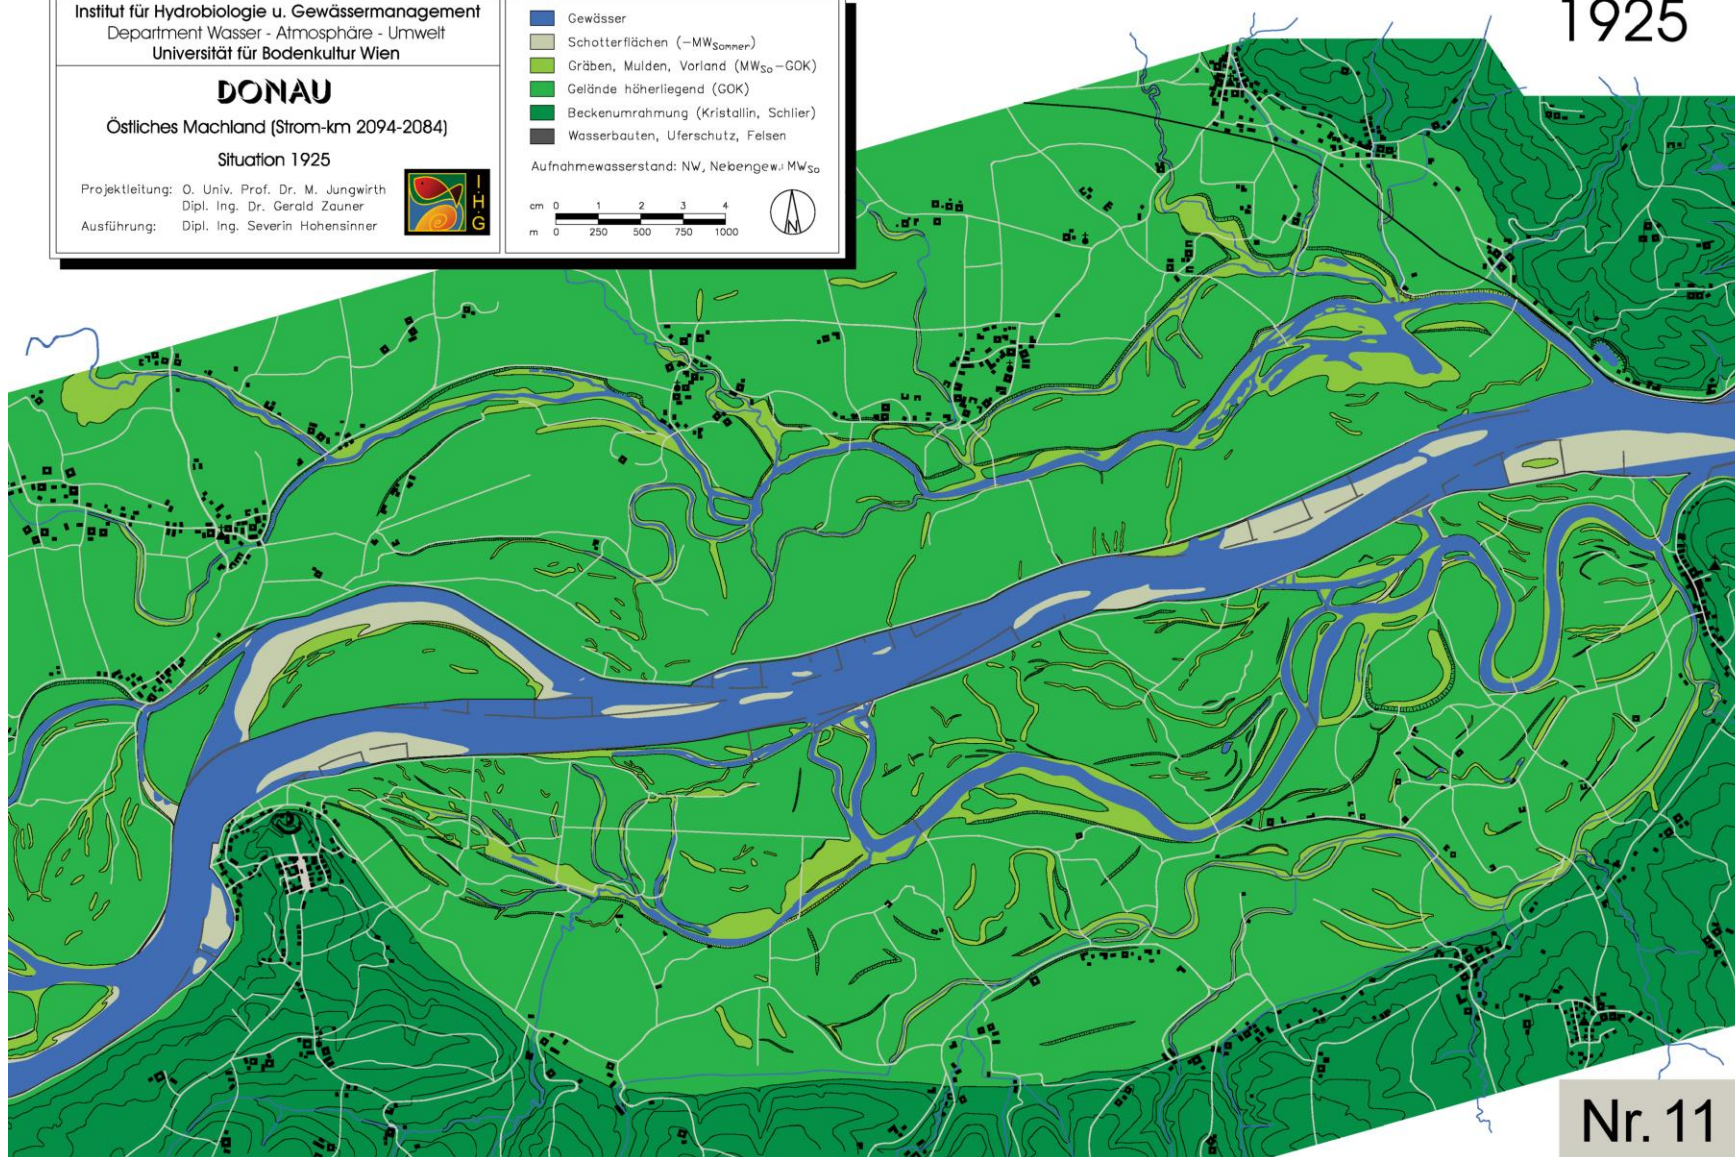 Institut für Hydrobiologie u. Gewässermanagement
Department Wasser - Atmosphäre - Umwelt
Universität für Bodenkultur Wien
DONAU
Östliches Machland (Strom-km 2094-2084)
Situation 1925
Projektleitung: O. Univ. Prof. Dr. M. Jungwirth
Dipl. Ing. Dr. Gerald Zauner
Ausführung: Dipl. Ing. Severin Hohensinner
I·H·G
Gewässer
Schotterflächen (-MWSommer)
Gräben, Mulden, Vorland (MWSo-GOK)
Gelände höherliegend (GOK)
Beckenumrahmung (Kristallin, Schlier)
Wasserbauten, Uferschutz, Felsen
Aufnahmewasserstand: NW, Nebengew.: MWSo
cm 0 1 2 3 4
m 0 250 500 750 1000
N
1925
Nr. 11